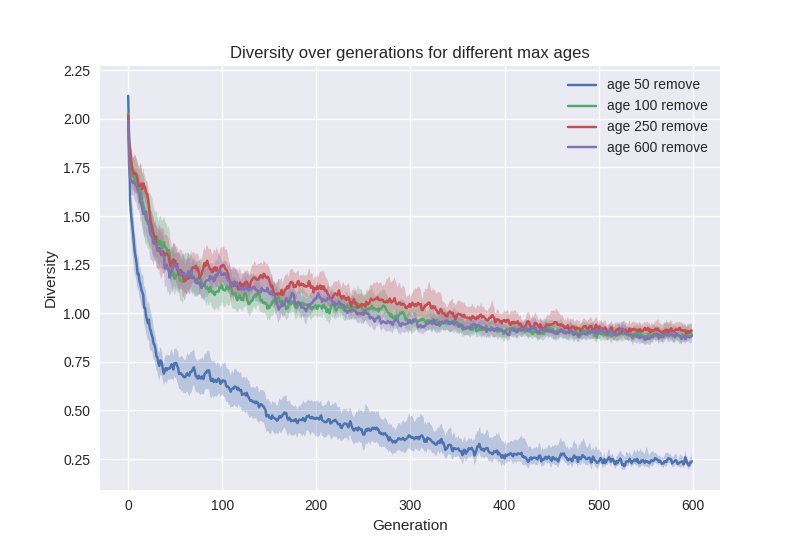 Diversity over generations for different max ages
2.25
2.00
1.75
1.50
1.25
1.00
0.75
0.50
0.25
Diversity
age 50 remove
age 100 remove
age 250 remove
age 600 remove
0 100 200 300 400 500 600
Generation